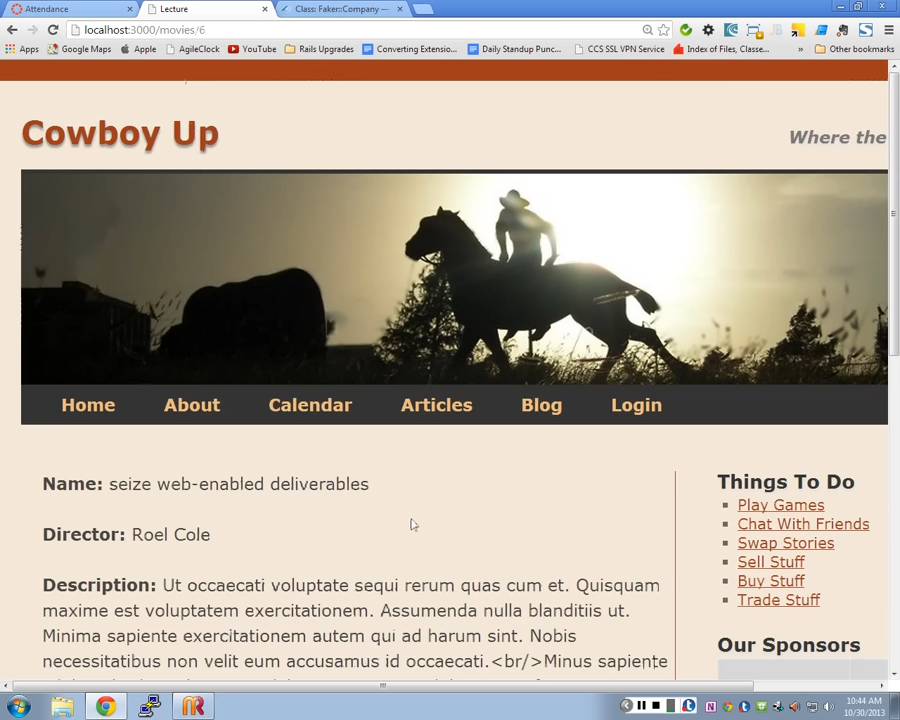 Attendance
Lecture
Class: Faker::Company —
localhost:3000/movies/6
Apps
Google Maps
Apple
AgileClock
YouTube
Rails Upgrades
Converting Extensio...
Daily Standup Punc...
CCS SSL VPN Service
Index of Files, Classe...
»
Other bookmarks
Cowboy Up
Where the
Home
About
Calendar
Articles
Blog
Login
Name: seize web-enabled deliverables
Director: Roel Cole
Description: Ut occaecati voluptate sequi rerum quas cum et. Quisquam
maxime est voluptatem exercitationem. Assumenda nulla blanditiis ut.
Minima sapiente exercitationem autem qui ad harum sint. Nobis
necessitatibus non velit eum accusamus id occaecati.<br/>Minus sapiente
Things To Do
Play Games
Chat With Friends
Swap Stories
Sell Stuff
Buy Stuff
Trade Stuff
Our Sponsors
10:44 AM
10/30/2013